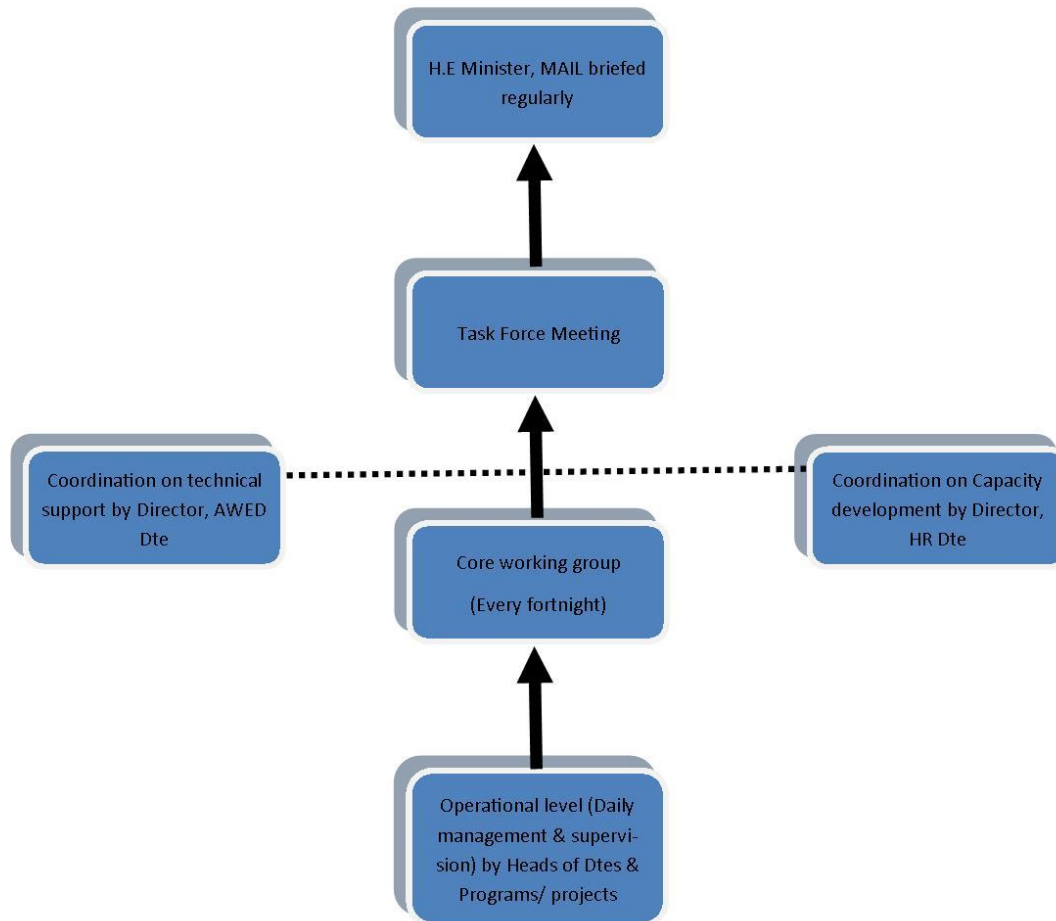 H.E Minister, MAIL briefed
regularly
Task Force Meeting
Coordination on technical
support by Director, AWED
Dte
Coordination on Capacity
development by Director,
HR Dte
Core working group
(Every fortnight)
Operational level (Daily
management & supervi-
sion) by Heads of Dtes &
Programs/ projects